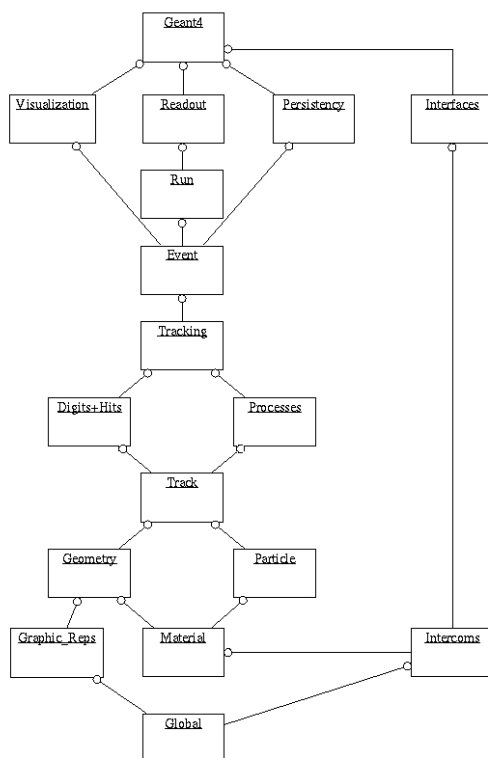 Geant4
Visualization
Readout
Persistency
Interfaces
Run
Event
Tracking
Digits+Hits
Processes
Track
Geometry
Particle
Graphic_Reps
Material
Intercoms
Global